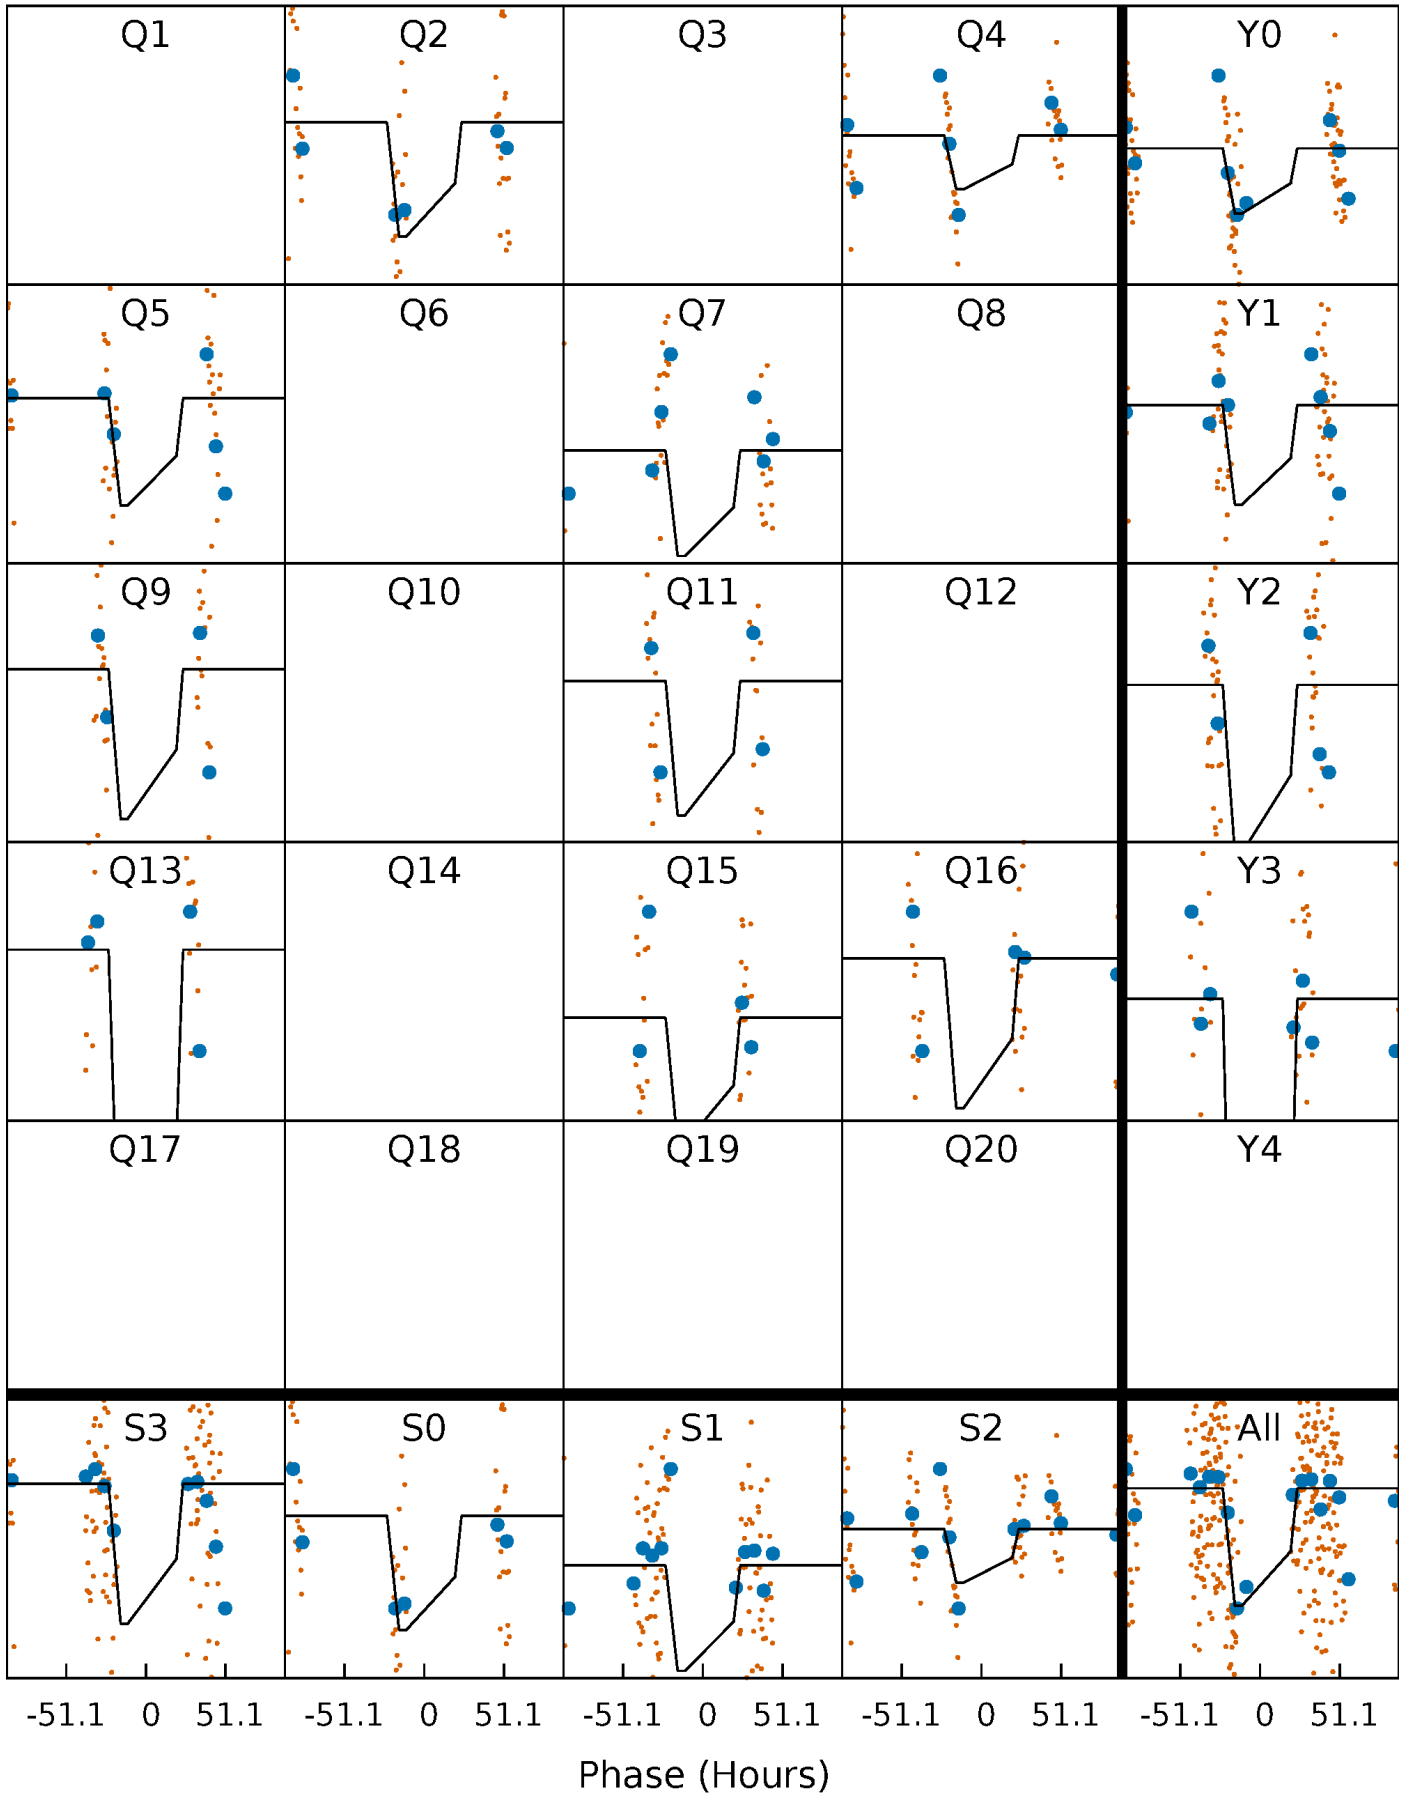 Q1 Q2 Q3 Q4 Y0
Q5 Q6 Q7 Q8 Y1
Q9 Q10 Q11 Q12 Y2
Q13 Q14 Q15 Q16 Y3
Q17 Q18 Q19 Q20 Y4
S3 S0 S1 S2 All
-51.1 0 51.1 -51.1 0 51.1 -51.1 0 51.1 -51.1 0 51.1 -51.1 0 51.1
Phase (Hours)